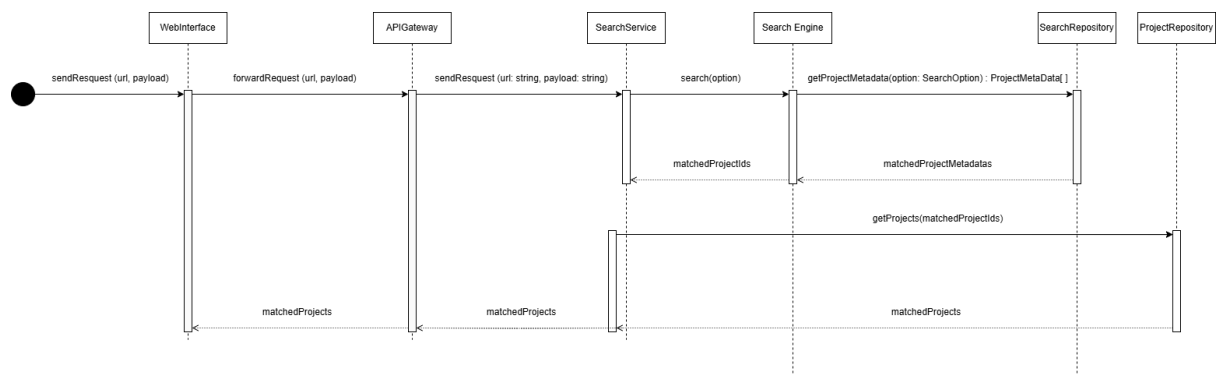 WebInterface
APIGateway
SearchService
Search Engine
SearchRepository
ProjectRepository
sendResquest (url, payload)
forwardRequest (url, payload)
sendResquest (url: string, payload: string)
search(option)
getProjectMetadata(option: SearchOption) : ProjectMetaData[ ]
matchedProjectIds
matchedProjectMetadatas
getProjects(matchedProjectIds)
matchedProjects
matchedProjects
matchedProjects